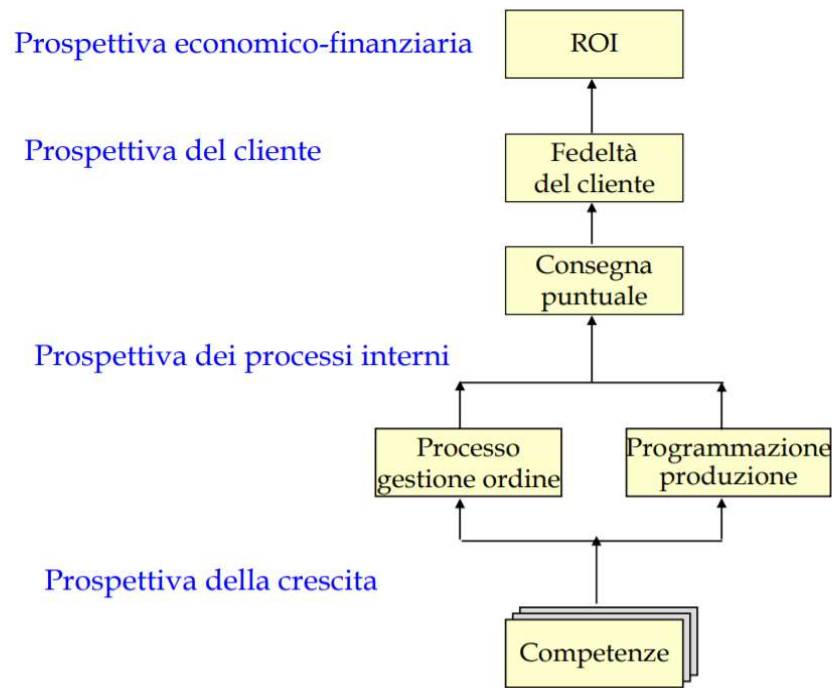 Prospettiva economico-finanziaria
ROI
Prospettiva del cliente
Fedeltà
del cliente
Consegna
puntuale
Prospettiva dei processi interni
Processo
gestione ordine
Programmazione
produzione
Prospettiva della crescita
Competenze